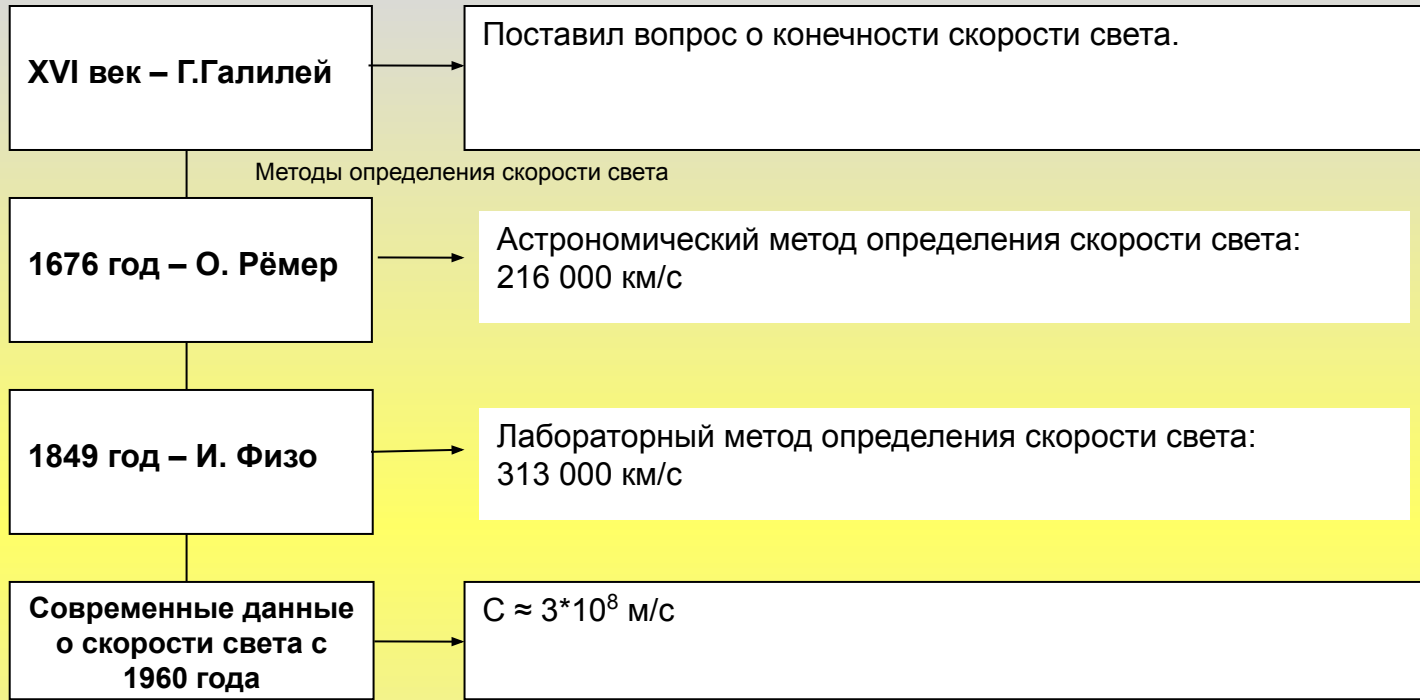 XVI век – Г.Галилей
Поставил вопрос о конечности скорости света.
Методы определения скорости света
1676 год – О. Рёмер
Астрономический метод определения скорости света:
216 000 км/с
1849 год – И. Физо
Лабораторный метод определения скорости света:
313 000 км/с
Современные данные
о скорости света с
1960 года
С ≈ 3*10⁸ м/с